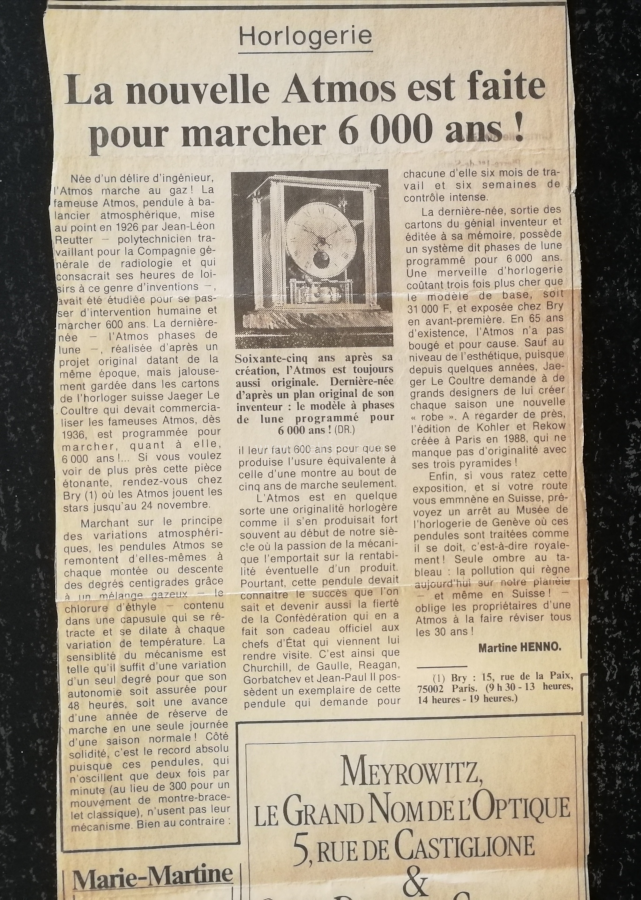 Horlogerie
La nouvelle Atmos est faite
pour marcher 6 000 ans !
Née d'un délire d'ingénieur,
l'Atmos marche au gaz ! La
fameuse Atmos, pendule à ba-
lancier atmosphérique, mise
au point en 1926 par Jean-Léon
Reutter — polytechnicien tra-
vaillant pour la Compagnie gé-
nérale de radiologie et qui
consacrait ses heures de loi-
sirs à ce genre d'inventions —,
avait été étudiée pour se pas-
ser d'intervention humaine et
marcher 600 ans. La dernière-
née — l'Atmos phases de
lune —, réalisée d'après un
projet original datant de la
même époque, mais jalouse-
ment gardée dans les cartons
de l'horloger suisse Jaeger Le
Coultre qui devait commercia-
liser les fameuses Atmos, dès
1936, est programmée pour
marcher, quant à elle,
6 000 ans !... Si vous voulez
voir de plus près cette pièce
étonante, rendez-vous chez
Bry (1) où les Atmos jouent les
stars jusqu'au 24 novembre.
Marchant sur le principe
des variations atmosphéri-
ques, les pendules Atmos se
remontent d'elles-mêmes à
chaque montée ou descente
des degrés centigrades grâce
à un mélange gazeux — le
chlorure d'éthyle — contenu
dans une capusule qui se ré-
tracte et se dilate à chaque
variation de température. La
sensiblité du mécanisme est
telle qu'il suffit d'une variation
d'un seul degré pour que son
autonomie soit assurée pour
48 heures, soit une avance
d'une année de réserve de
marche en une seule journée
d'une saison normale ! Côté
solidité, c'est le record absolu
puisque ces pendules, qui
n'oscillent que deux fois par
minute (au lieu de 300 pour un
mouvement de montre-brace-
let classique), n'usent pas leur
mécanisme. Bien au contraire :
Soixante-cinq ans après sa
création, l'Atmos est toujours
aussi originale. Dernière-née
d'après un plan original de son
inventeur : le modèle à phases
de lune programmé pour
6 000 ans ! (DR.)
il leur faut 600 ans pour que se
produise l'usure équivalente à
celle d'une montre au bout de
cinq ans de marche seulement.
L'Atmos est en quelque
sorte une originalité horlogère
comme il s'en produisait fort
souvent au début de notre siè-
cle où la passion de la mécani-
que l'emportait sur la rentabi-
lité éventuelle d'un produit.
Pourtant, cette pendule devait
connaître le succès que l'on
sait et devenir aussi la fierté
de la Confédération qui en a
fait son cadeau officiel aux
chefs d'État qui viennent lui
rendre visite. C'est ainsi que
Churchill, de Gaulle, Reagan,
Gorbatchev et Jean-Paul II pos-
sèdent un exemplaire de cette
pendule qui demande pour
chacune d'elle six mois de tra-
vail et six semaines de
contrôle intense.
La dernière-née, sortie des
cartons du génial inventeur et
éditée à sa mémoire, possède
un système dit phases de lune
programmé pour 6 000 ans.
Une merveille d'horlogerie
coûtant trois fois plus cher que
le modèle de base, soit
31 000 F, et exposée chez Bry
en avant-première. En 65 ans
d'existence, l'Atmos n'a pas
bougé et pour cause. Sauf au
niveau de l'esthétique, puisque
depuis quelques années, Jae-
ger Le Coultre demande à de
grands designers de lui créer
chaque saison une nouvelle
« robe ». A regarder de près,
l'édition de Kohler et Rekow
créée à Paris en 1988, qui ne
manque pas d'originalité avec
ses trois pyramides !
Enfin, si vous ratez cette
exposition, et si votre route
vous emmnène en Suisse, pré-
voyez un arrêt au Musée de
l'horlogerie de Genève où ces
pendules sont traitées comme
il se doit, c'est-à-dire royale-
ment ! Seule ombre au ta-
bleau : la pollution qui règne
aujourd'hui sur notre planète
— et même en Suisse ! —
oblige les propriétaires d'une
Atmos à la faire réviser tous
les 30 ans !
Martine HENNO.
(1) Bry : 15, rue de la Paix,
75002 Paris. (9 h 30 - 13 heures,
14 heures - 19 heures.)
MEYROWITZ,
LE GRAND NOM DE L'OPTIQUE
5, RUE DE CASTIGLIONE
&
Marie-Martine